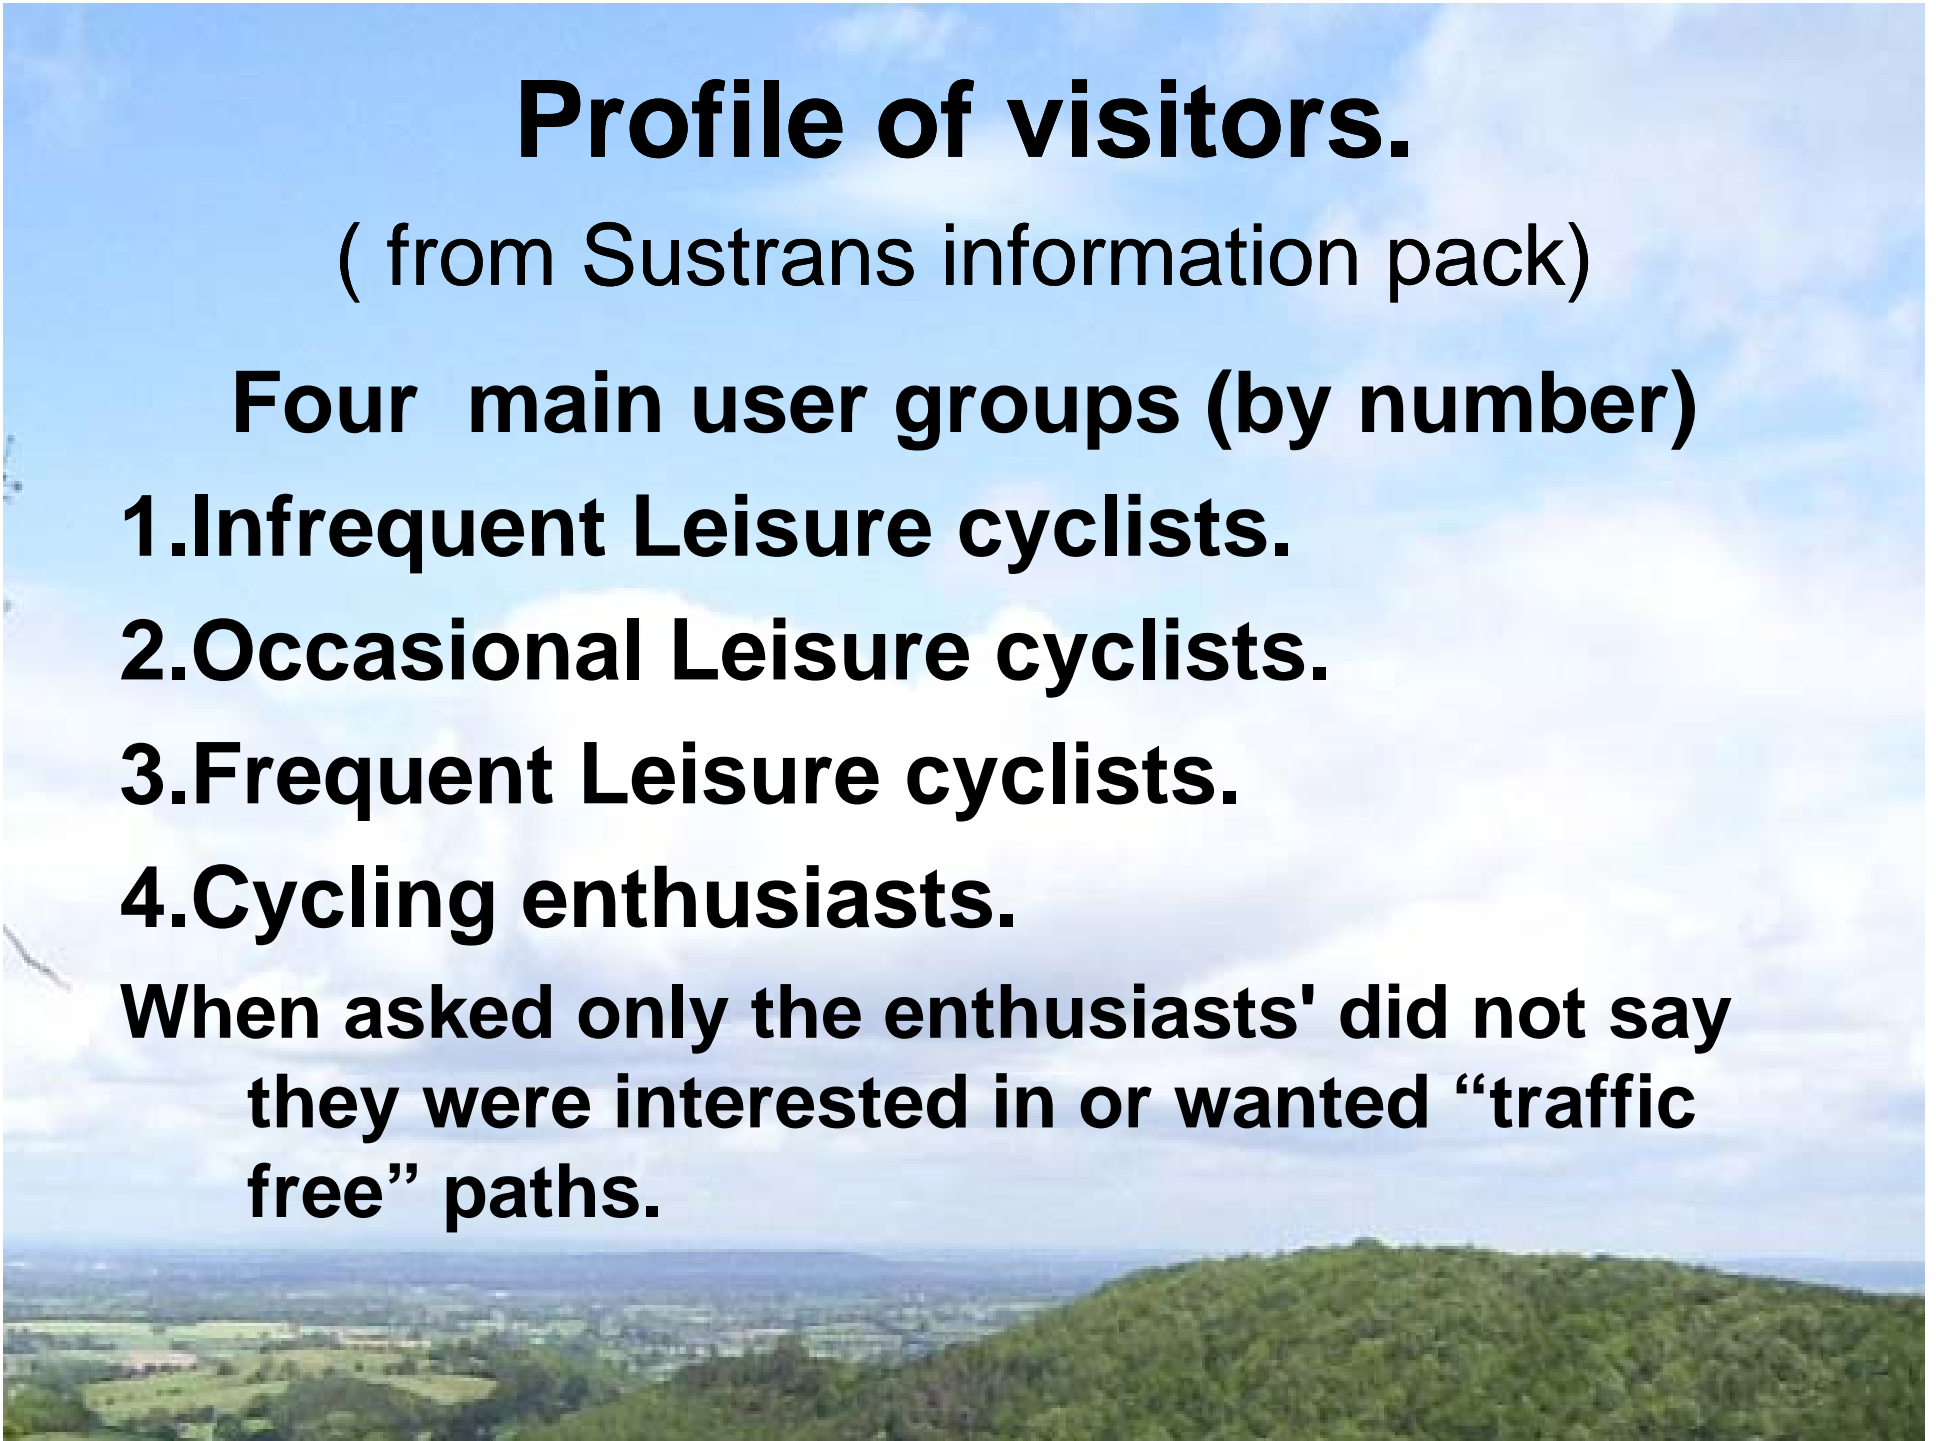 Profile of visitors.
( from Sustrans information pack)
Four  main user groups (by number)
1.Infrequent Leisure cyclists.
2.Occasional Leisure cyclists.
3.Frequent Leisure cyclists.
4.Cycling enthusiasts.
When asked only the enthusiasts' did not say
they were interested in or wanted “traffic
free” paths.